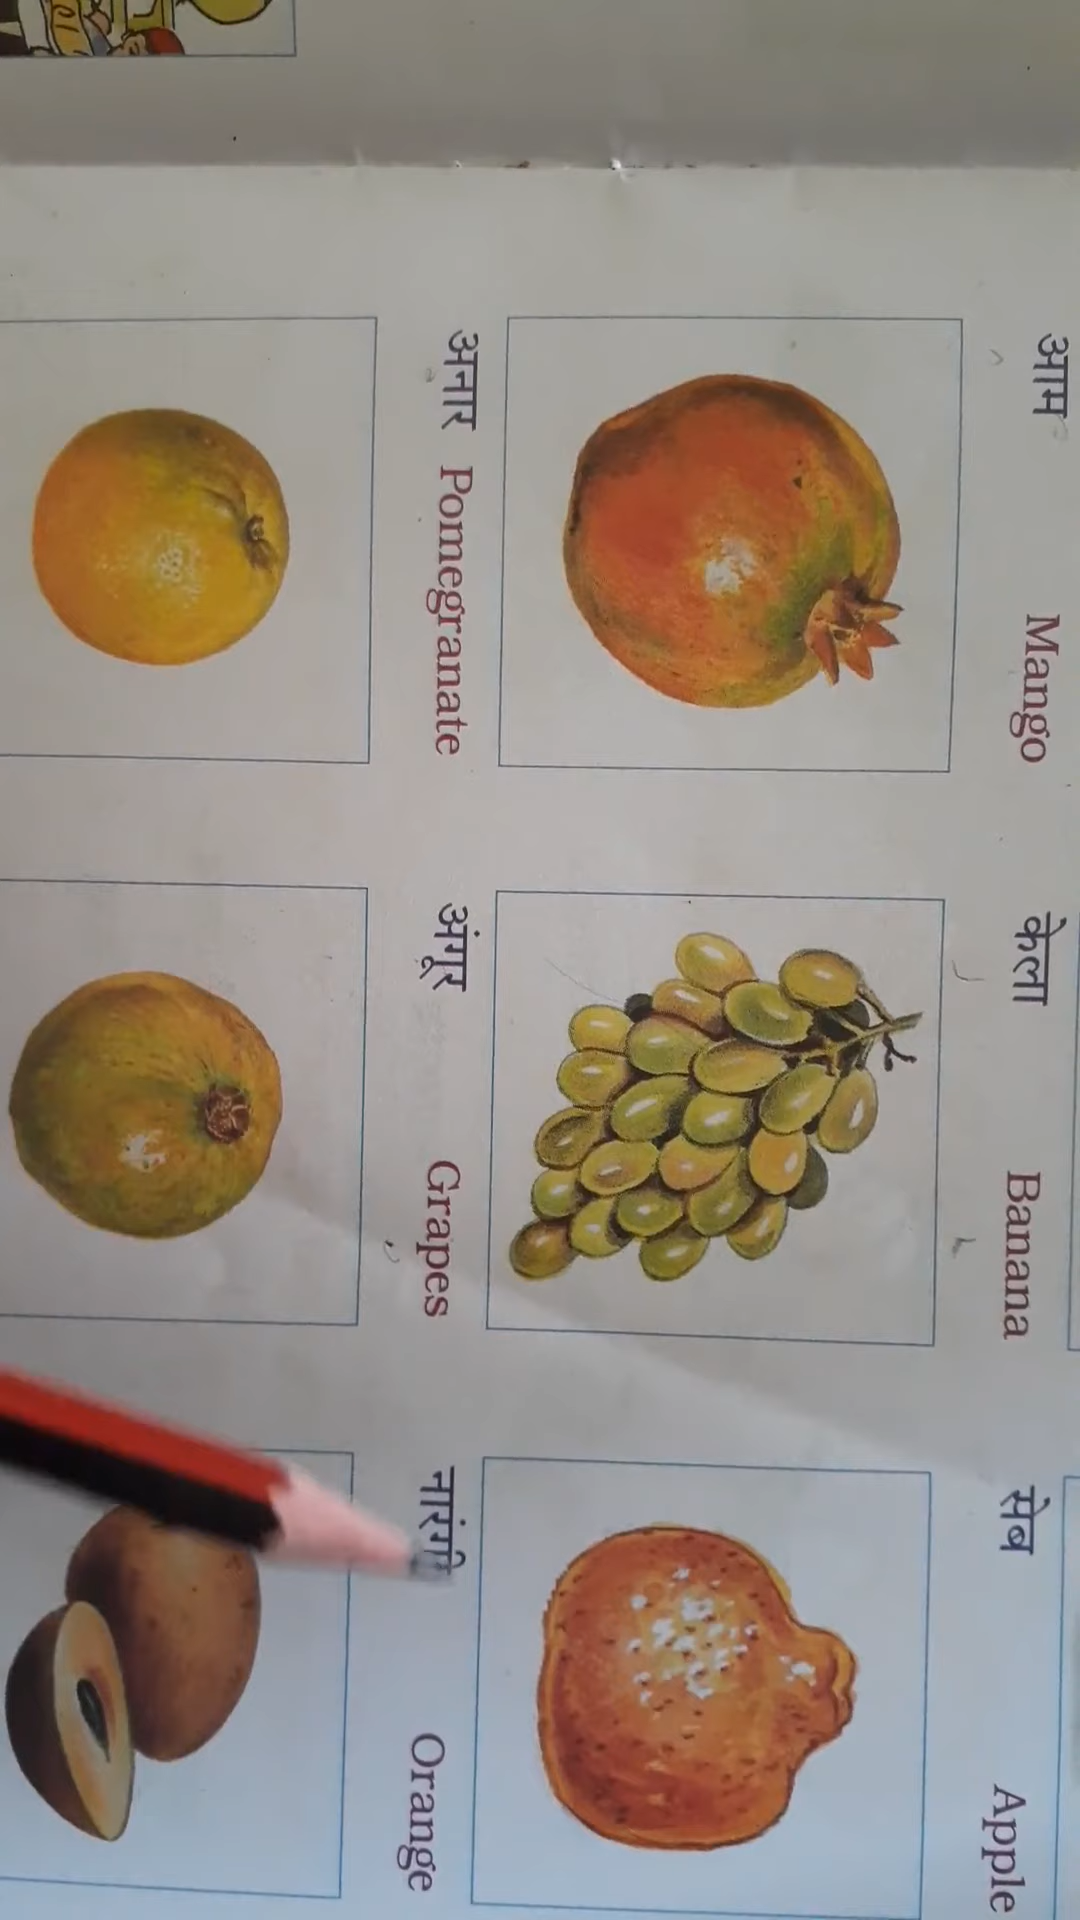 आम Mango
केला Banana
सेब Apple
अनार Pomegranate
अंगूर Grapes
नारंगी Orange